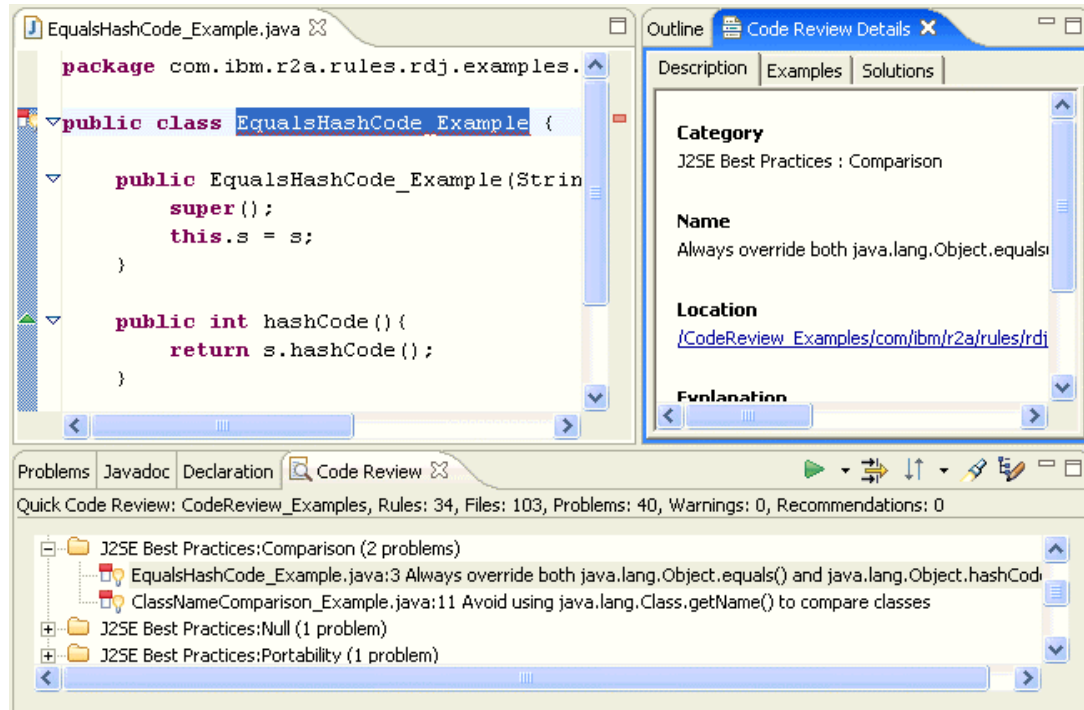 EqualsHashCode_Example.java
package com.ibm.r2a.rules.rdj.examples.
public class EqualsHashCode_Example {
public EqualsHashCode_Example(Strin
super();
this.s = s;
}
public int hashCode(){
return s.hashCode();
}
Outline Code Review Details
Description Examples Solutions
Category
J2SE Best Practices : Comparison
Name
Always override both java.lang.Object.equals
Location
/CodeReview_Examples/com/ibm/r2a/rules/rdj
Explanation
Problems Javadoc Declaration Code Review
Quick Code Review: CodeReview_Examples, Rules: 34, Files: 103, Problems: 40, Warnings: 0, Recommendations: 0
J2SE Best Practices:Comparison (2 problems)
EqualsHashCode_Example.java:3 Always override both java.lang.Object.equals() and java.lang.Object.hashCod
ClassNameComparison_Example.java:11 Avoid using java.lang.Class.getName() to compare classes
J2SE Best Practices:Null (1 problem)
J2SE Best Practices:Portability (1 problem)